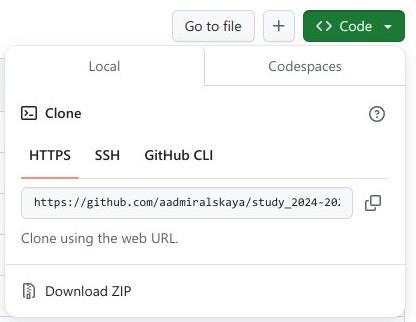 Go to file
+
<> Code
Local
Codespaces
Clone
?
HTTPS
SSH
GitHub CLI
https://github.com/aadmiralskaya/study_2024-202
Clone using the web URL.
Download ZIP